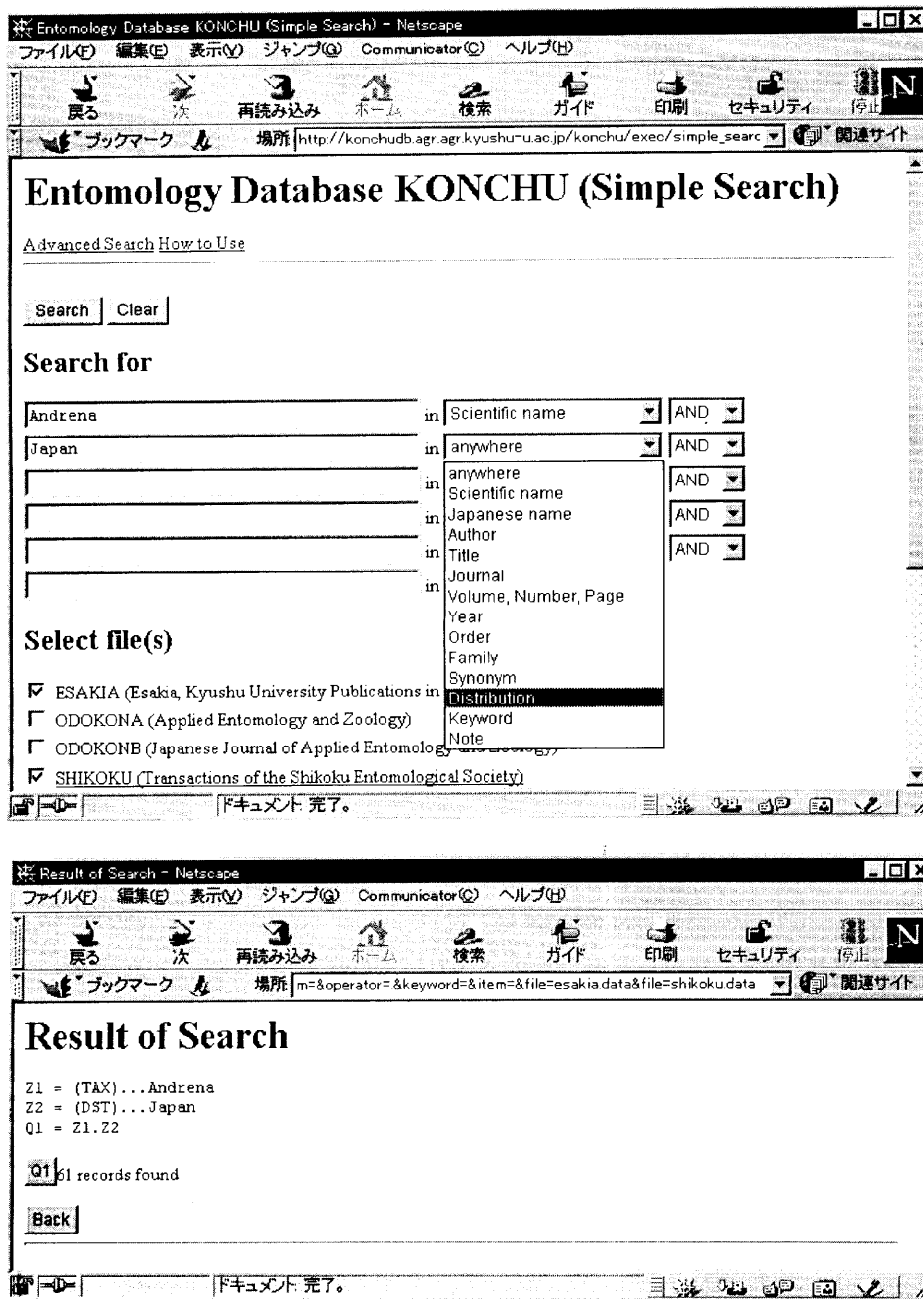 Entomology Database KONCHU (Simple Search) - Netscape
ファイル(F) 編集(E) 表示(V) ジャンプ(G) Communicator(C) ヘルプ(H)
戻る 次 再読み込み ホーム 検索 ガイド 印刷 セキュリティ 停止 N
ブックマーク 場所 http://konchudb.agr.agr.kyushu-u.ac.jp/konchu/exec/simple_searc 関連サイト
Entomology Database KONCHU (Simple Search)
Advanced Search How to Use
Search Clear
Search for
Andrena in Scientific name AND
Japan in anywhere AND
in AND
in AND
in AND
in
anywhere
Scientific name
Japanese name
Author
Title
Journal
Volume, Number, Page
Year
Order
Family
Synonym
Distribution
Keyword
Note
Select file(s)
ESAKIA (Esakia, Kyushu University Publications in
ODOKONA (Applied Entomology and Zoology)
ODOKONB (Japanese Journal of Applied Entomology and Zoology)
SHIKOKU (Transactions of the Shikoku Entomological Society)
ドキュメント: 完了。
Result of Search - Netscape
ファイル(F) 編集(E) 表示(V) ジャンプ(G) Communicator(C) ヘルプ(H)
戻る 次 再読み込み ホーム 検索 ガイド 印刷 セキュリティ 停止 N
ブックマーク 場所 m=&operator=&keyword=&item=&file=esakia.data&file=shikoku.data 関連サイト
Result of Search
Z1 = (TAX)...Andrena
Z2 = (DST)...Japan
Q1 = Z1.Z2
Q1 61 records found
Back
ドキュメント: 完了。